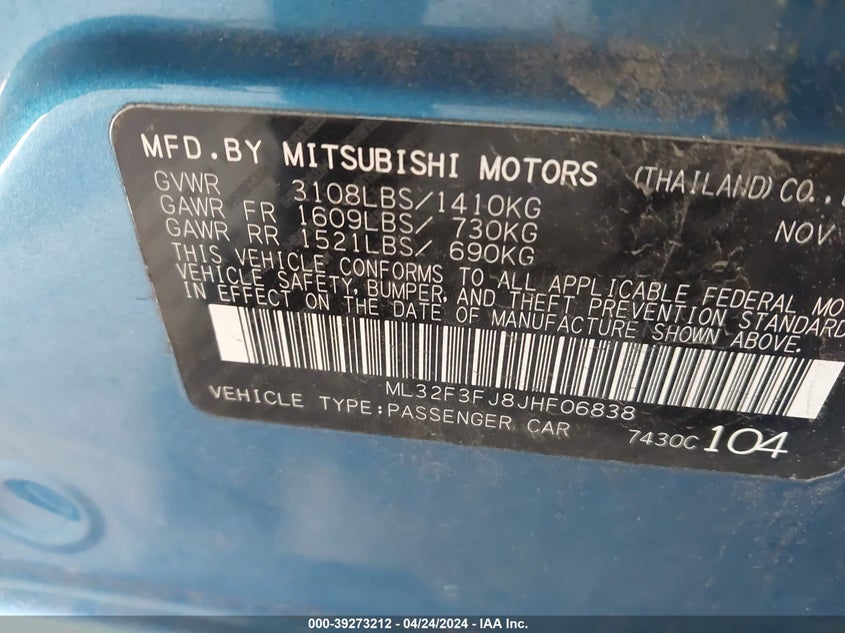 MFD.BY MITSUBISHI MOTORS (THAILAND) CO.,
GVWR 3108LBS/1410KG
GAWR FR 1609LBS/ 730KG NOV
GAWR RR 1521LBS/ 690KG
THIS VEHICLE CONFORMS TO ALL APPLICABLE FEDERAL
VEHICLE SAFETY, BUMPER, AND THEFT PREVENTION STANDARD
IN EFFECT ON THE DATE OF MANUFACTURE SHOWN ABOVE.
ML32F3FJ8JHF06838
VEHICLE TYPE:PASSENGER CAR 7430C 104
000-39273212 - 04/24/2024 - IAA Inc.